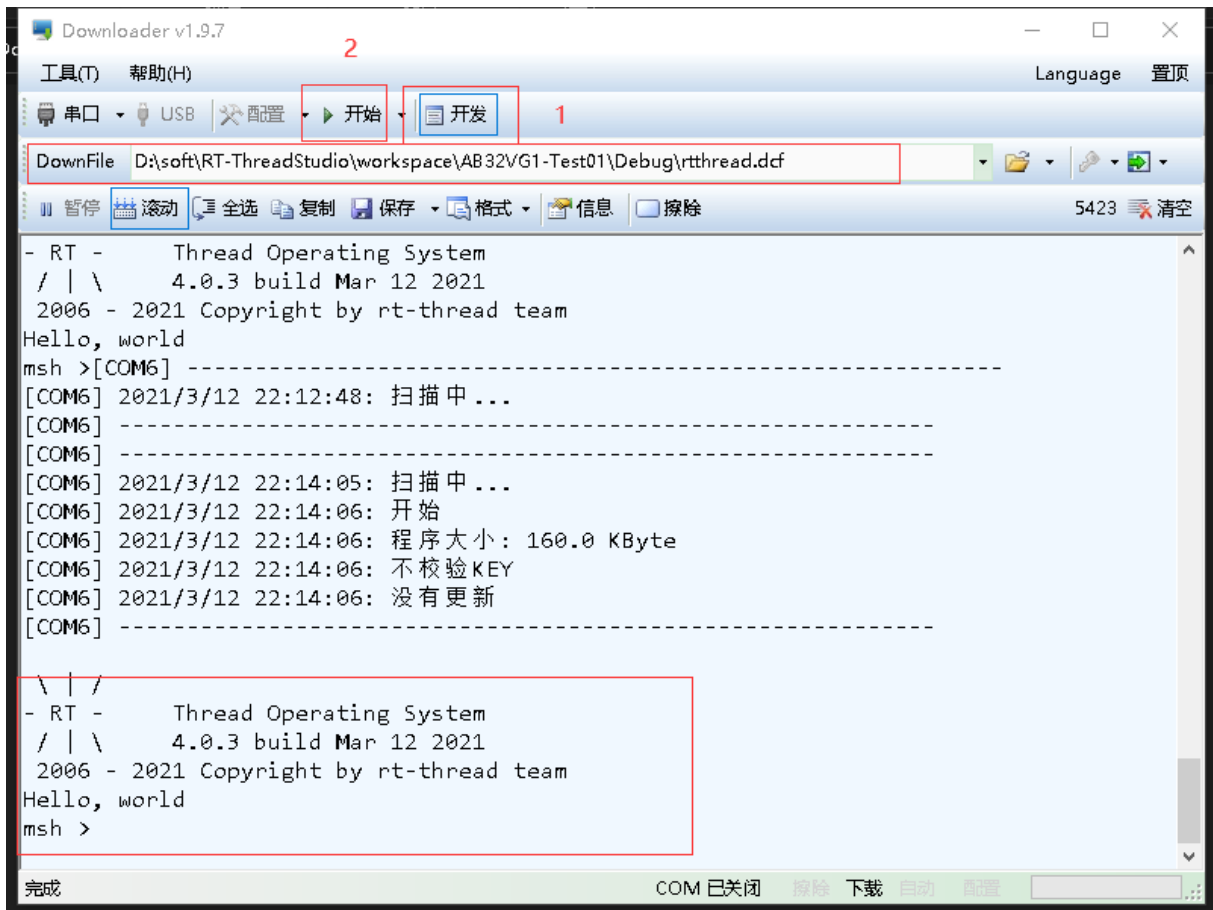 Downloader v1.9.7
2
工具(T) 帮助(H) Language 置顶
串口 USB 配置 开始 开发 1
DownFile D:\soft\RT-ThreadStudio\workspace\AB32VG1-Test01\Debug\rtthread.dcf
暂停 滚动 全选 复制 保存 格式 信息 擦除 5423 清空
- RT -     Thread Operating System
 / | \     4.0.3 build Mar 12 2021
 2006 - 2021 Copyright by rt-thread team
Hello, world
msh >[COM6] ------------------------------------------------------------
[COM6] 2021/3/12 22:12:48: 扫描中...
[COM6] ------------------------------------------------------------
[COM6] ------------------------------------------------------------
[COM6] 2021/3/12 22:14:05: 扫描中...
[COM6] 2021/3/12 22:14:06: 开始
[COM6] 2021/3/12 22:14:06: 程序大小: 160.0 KByte
[COM6] 2021/3/12 22:14:06: 不校验KEY
[COM6] 2021/3/12 22:14:06: 没有更新
[COM6] ------------------------------------------------------------
 \ | /
- RT -     Thread Operating System
 / | \     4.0.3 build Mar 12 2021
 2006 - 2021 Copyright by rt-thread team
Hello, world
msh >
完成 COM 已关闭 擦除 下载 自动 配置